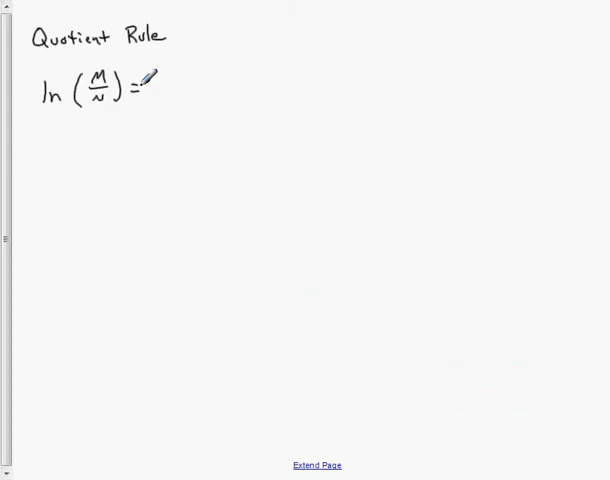 Quotient Rule
ln (M/N) =
Extend Page